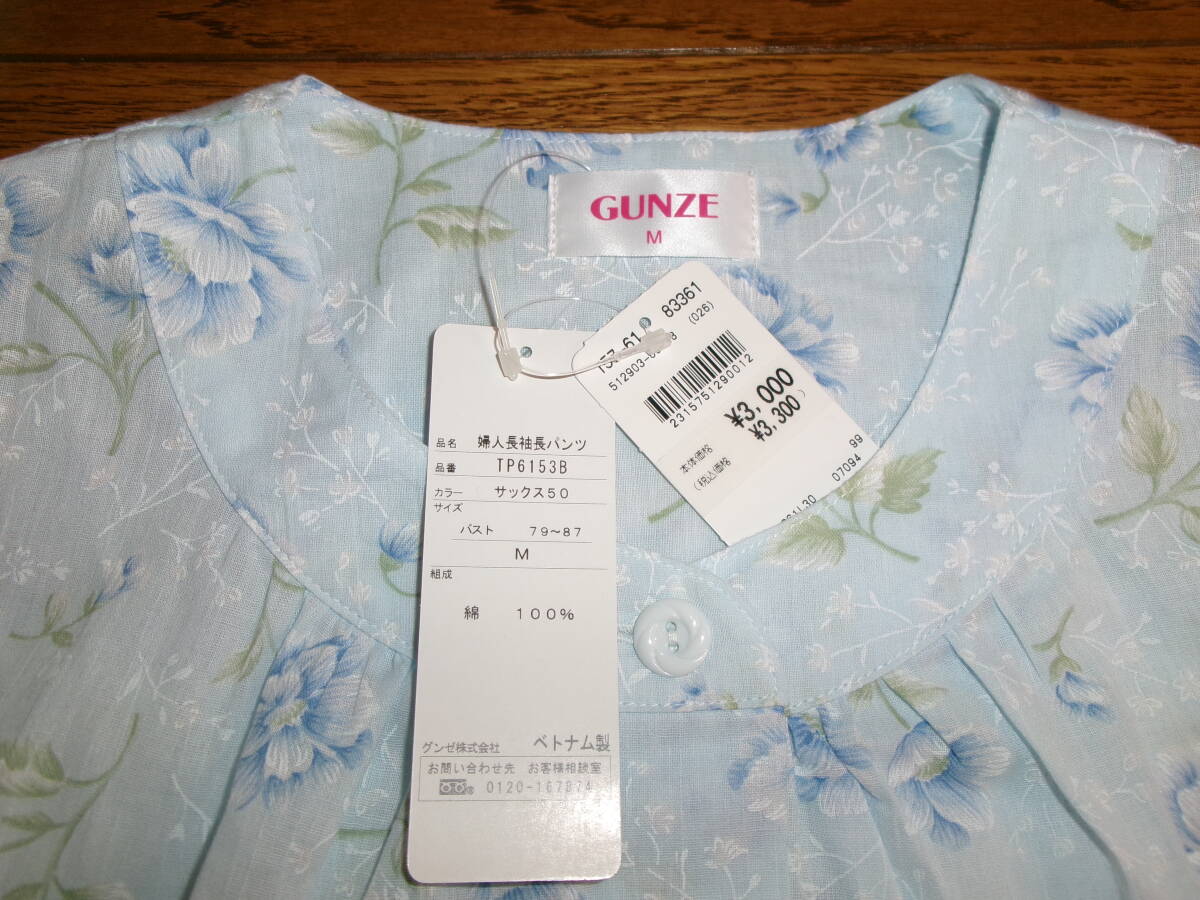 GUNZE
M
83361
(026)
2315751290012
¥3,000
¥3,300)
本体価格
(税込価格
99
07094
品名 婦人長袖長パンツ
品番 TP6153B
カラー サックス50
サイズ
バスト 79~87
M
組成
綿 100%
グンゼ株式会社 ベトナム製
お問い合わせ先 お客様相談室
0120-167874